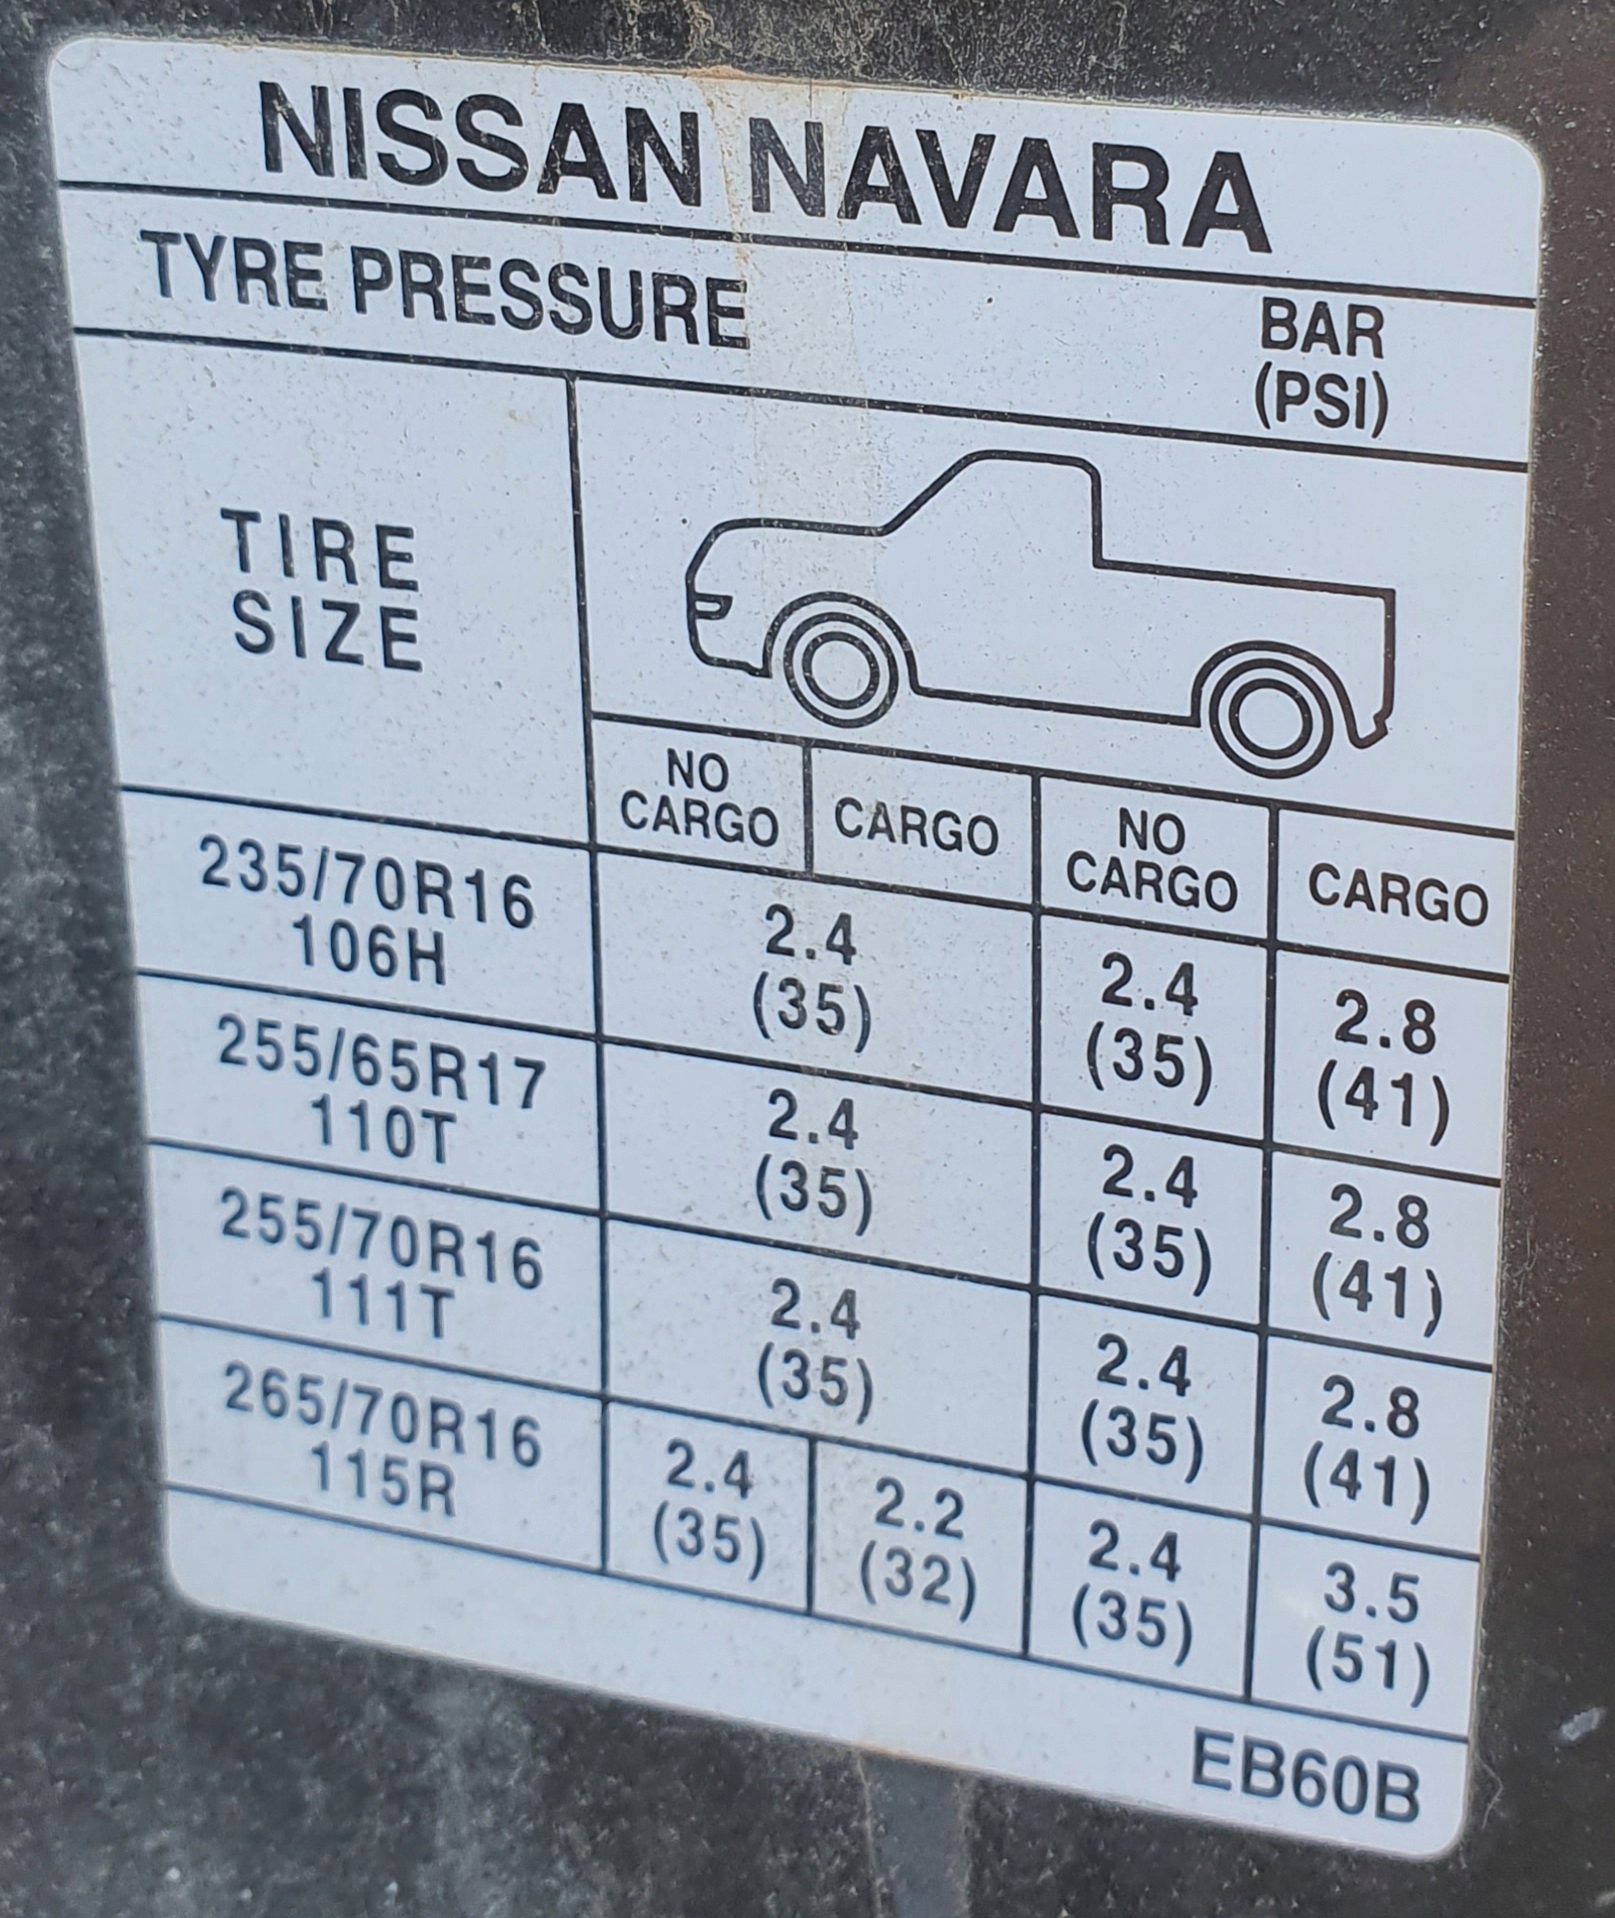 NISSAN NAVARA
TYRE PRESSURE
BAR
(PSI)
TIRE
SIZE
NO
CARGO
CARGO
NO
CARGO
CARGO
235/70R16
106H
2.4
(35)
2.4
(35)
2.8
(41)
255/65R17
110T
2.4
(35)
2.4
(35)
2.8
(41)
255/70R16
111T
2.4
(35)
2.4
(35)
2.8
(41)
265/70R16
115R
2.4
(35)
2.2
(32)
2.4
(35)
3.5
(51)
EB60B